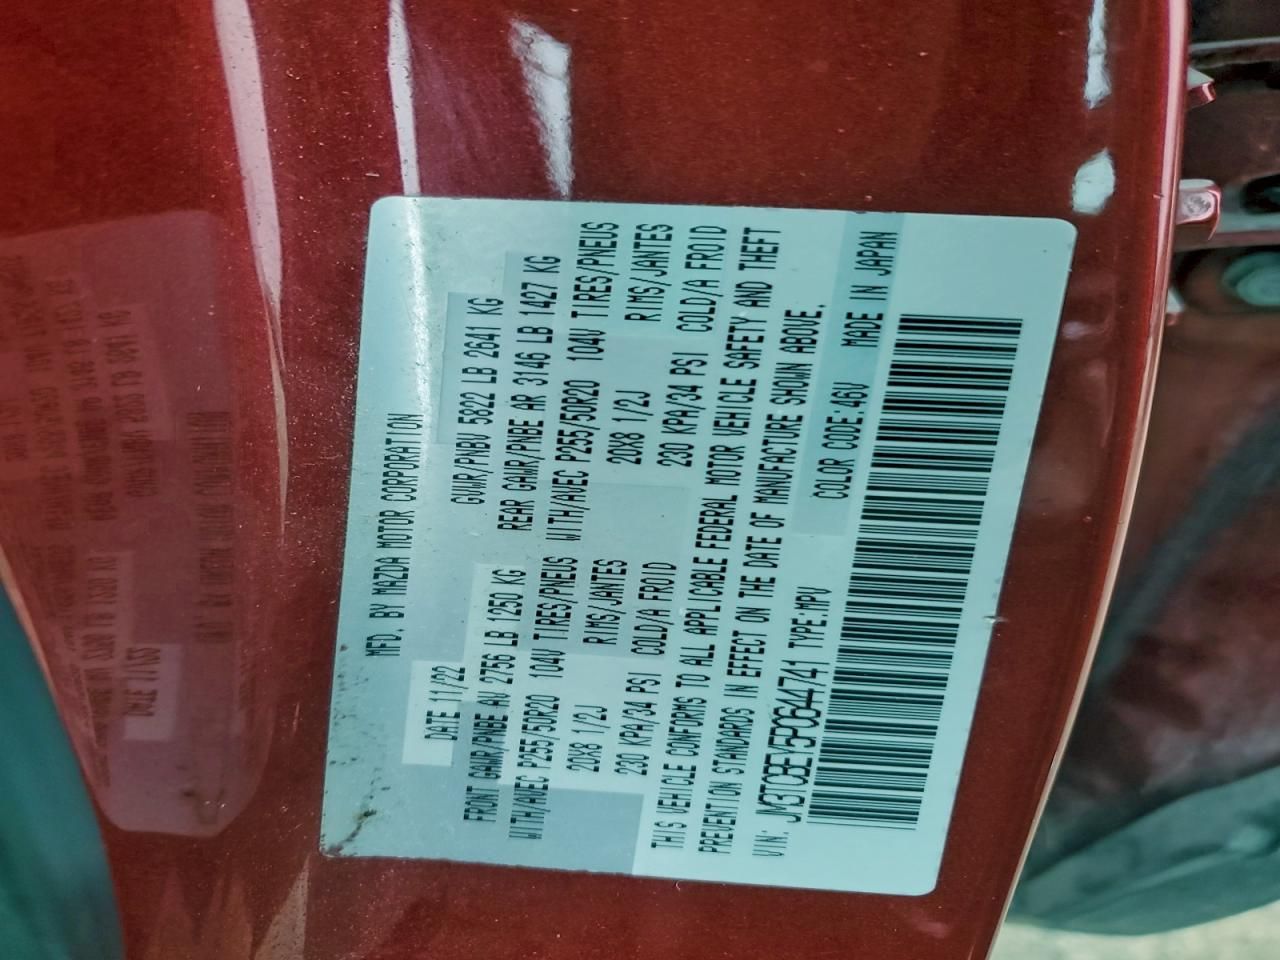 MFD. BY MAZDA MOTOR CORPORATION
DATE 11/22 GVWR/PNBV 5822 LB 2641 KG
FRONT GAWR/PNBE AV 2756 LB 1250 KG REAR GAWR/PNBE AR 3146 LB 1427 KG
WITH/AVEC P255/50R20 104V TIRES/PNEUS WITH/AVEC P255/50R20 104V TIRES/PNEUS
20X8 1/2J RIMS/JANTES 20X8 1/2J RIMS/JANTES
230 KPA/34 PSI COLD/A FROID 230 KPA/34 PSI COLD/A FROID
THIS VEHICLE CONFORMS TO ALL APPLICABLE FEDERAL MOTOR VEHICLE SAFETY AND THEFT
PREVENTION STANDARDS IN EFFECT ON THE DATE OF MANUFACTURE SHOWN ABOVE.
VIN: JM3TCBEY5P0644741 TYPE:MPV COLOR CODE:46V MADE IN JAPAN